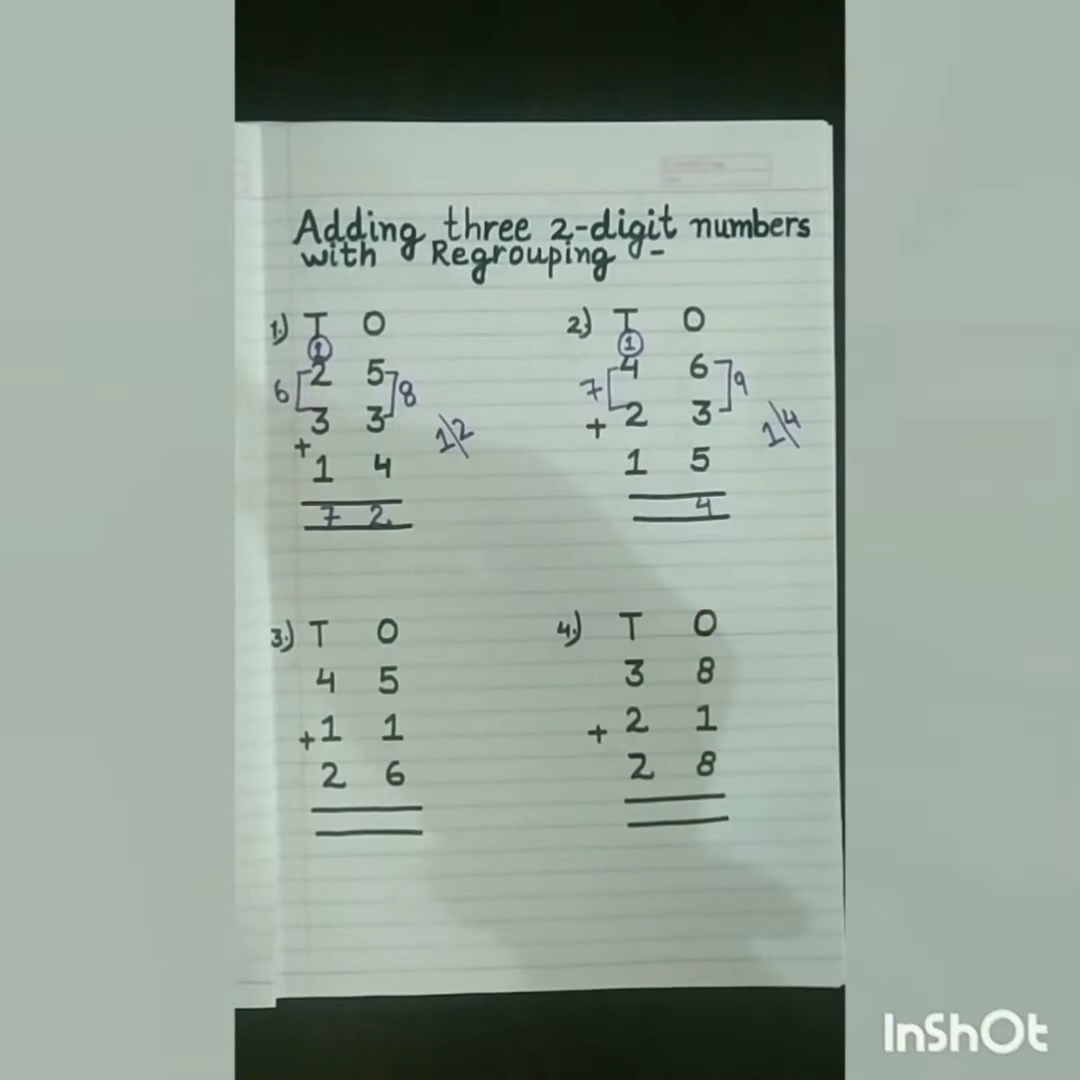 Adding three 2-digit numbers
with Regrouping -
1.) T O
1
6 2 5 8
3 3
+ 1 4
1|2
7 2
2.) T O
1
7 4 6 9
+ 2 3
1 5
1|4
4
3.) T O
4 5
+ 1 1
2 6
4.) T O
3 8
+ 2 1
2 8
InShOt